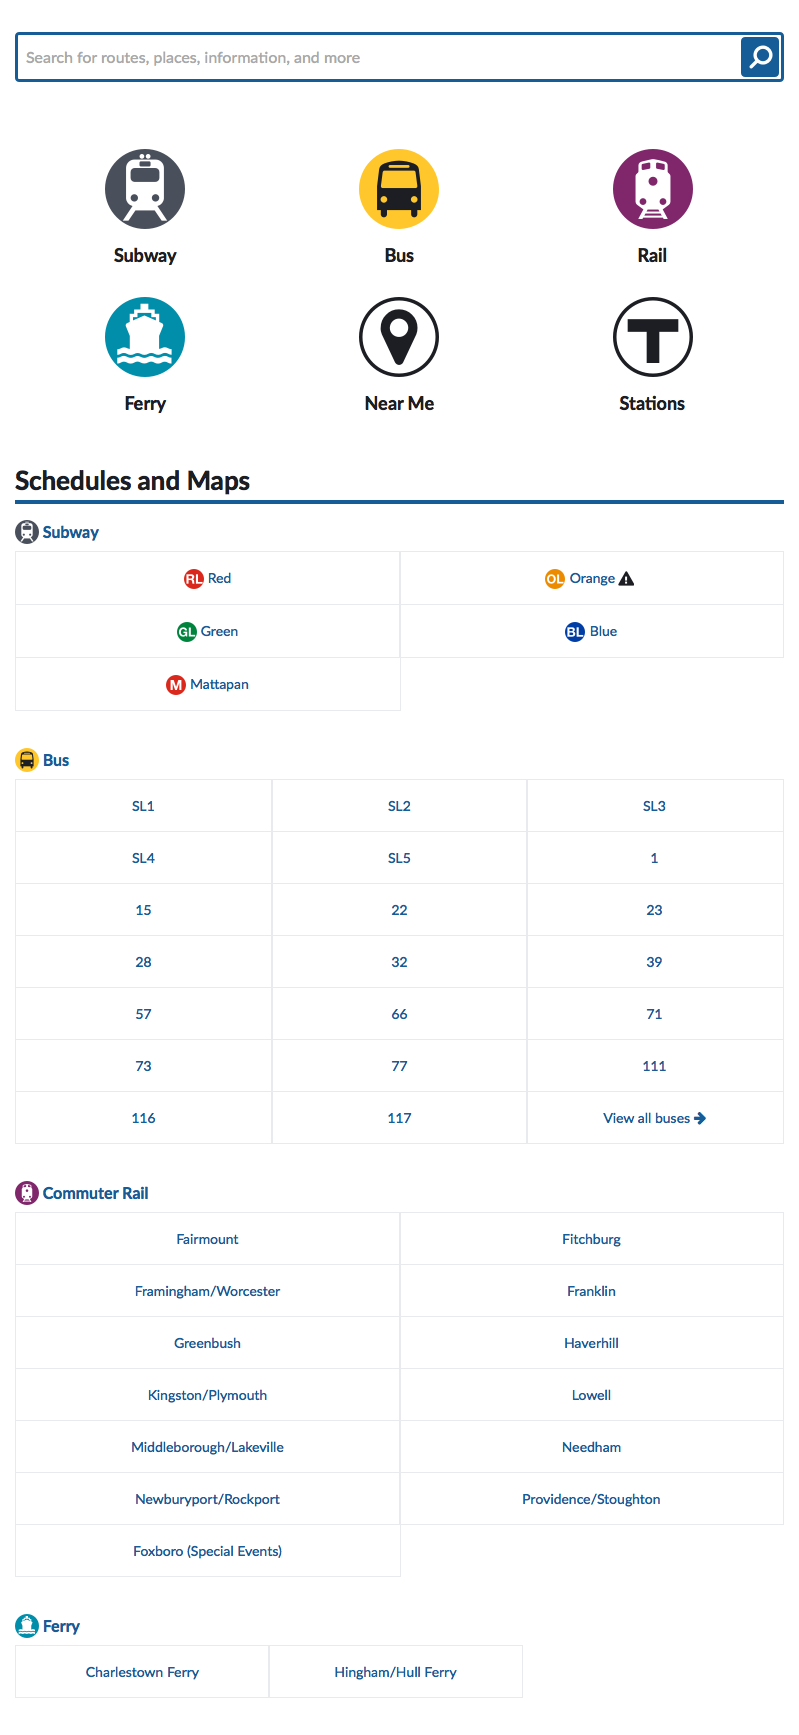 Search for routes, places, information, and more
Subway Bus Rail
T
Ferry Near Me Stations
Schedules and Maps
Subway
RL Red OL Orange
GL Green BL Blue
M Mattapan
Bus
SL1 SL2 SL3
SL4 SL5 1
15 22 23
28 32 39
57 66 71
73 77 111
116 117 View all buses
Commuter Rail
Fairmount Fitchburg
Framingham/Worcester Franklin
Greenbush Haverhill
Kingston/Plymouth Lowell
Middleborough/Lakeville Needham
Newburyport/Rockport Providence/Stoughton
Foxboro (Special Events)
Ferry
Charlestown Ferry Hingham/Hull Ferry